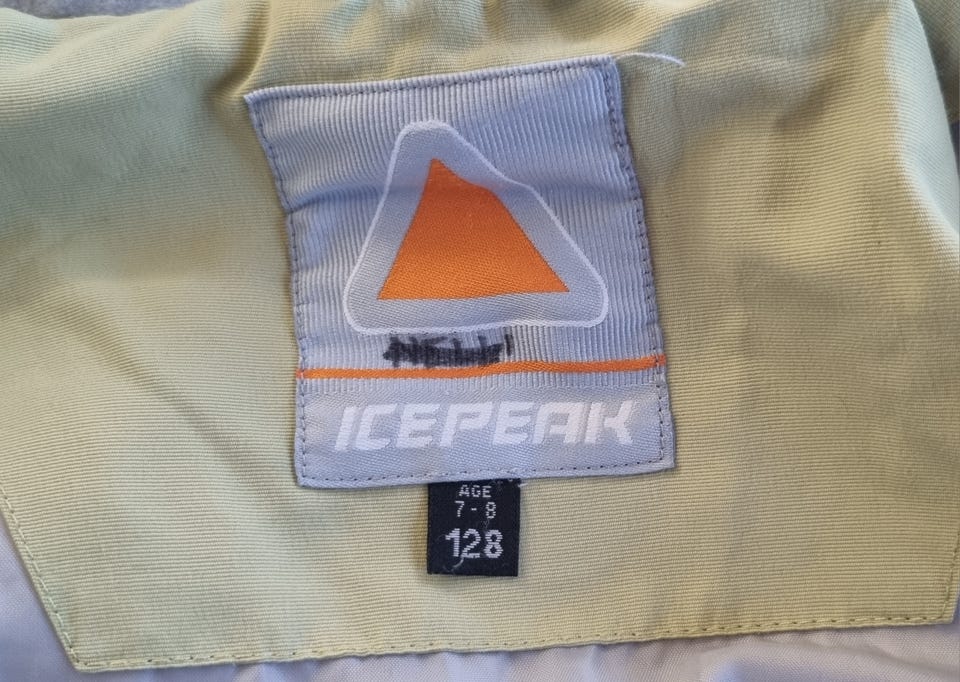 ICEPEAK
AGE
7 - 8
128